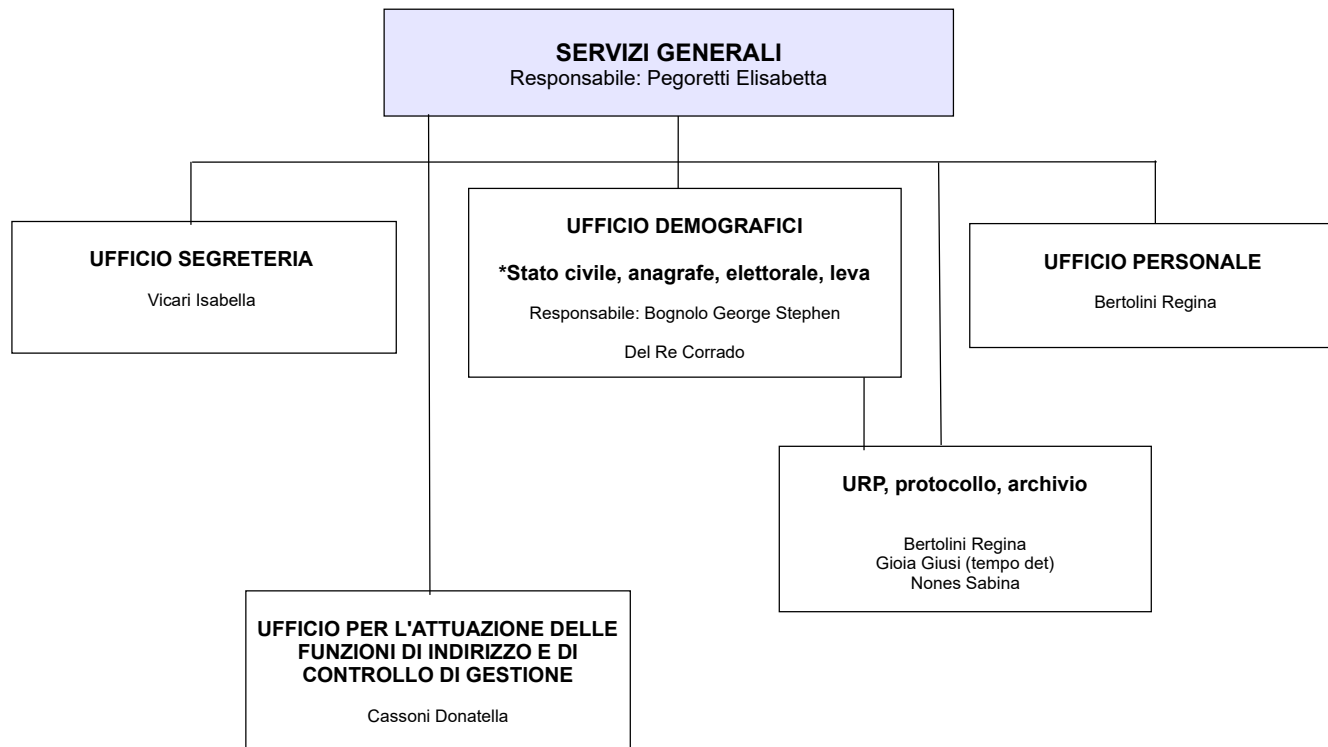 SERVIZI GENERALI
Responsabile: Pegoretti Elisabetta
UFFICIO SEGRETERIA
Vicari Isabella
UFFICIO DEMOGRAFICI
*Stato civile, anagrafe, elettorale, leva
Responsabile: Bognolo George Stephen
Del Re Corrado
UFFICIO PERSONALE
Bertolini Regina
URP, protocollo, archivio
Bertolini Regina
Gioia Giusi (tempo det)
Nones Sabina
UFFICIO PER L'ATTUAZIONE DELLE
FUNZIONI DI INDIRIZZO E DI
CONTROLLO DI GESTIONE
Cassoni Donatella